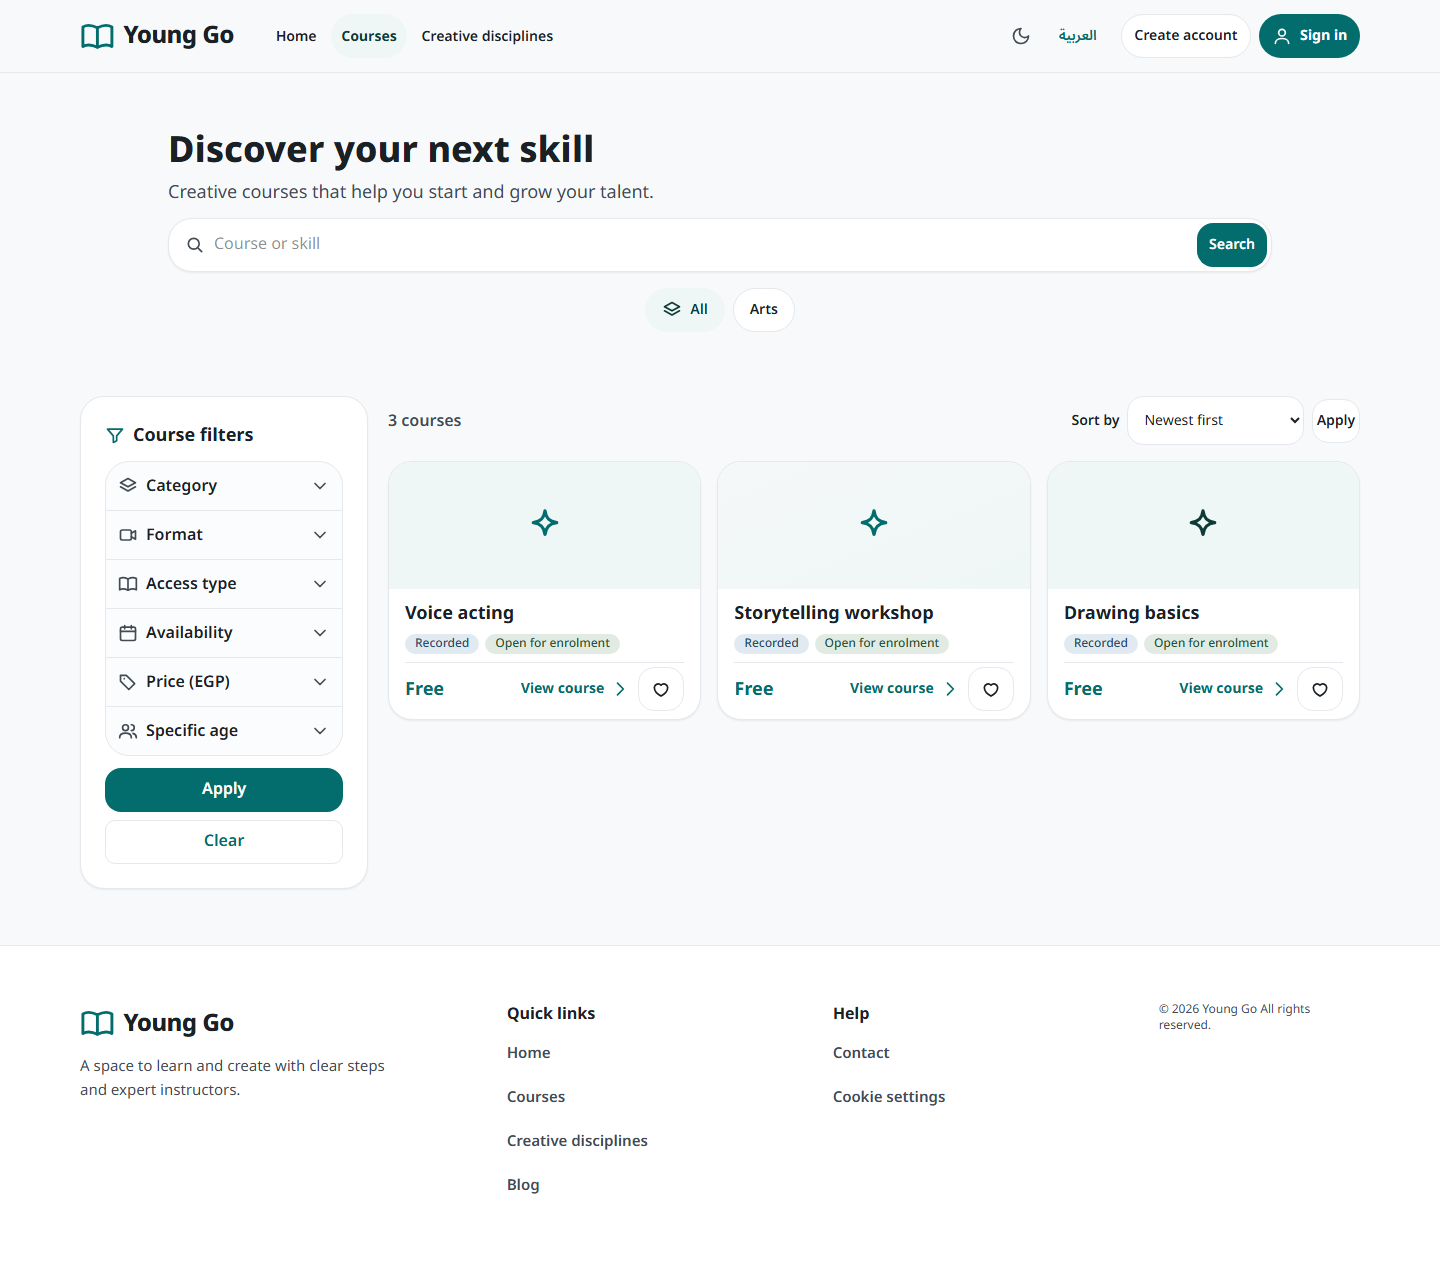 Young Go
Home
Courses
Creative disciplines
العربية
Create account
Sign in
Discover your next skill
Creative courses that help you start and grow your talent.
Course or skill
Search
All
Arts
Course filters
Category
Format
Access type
Availability
Price (EGP)
Specific age
Apply
Clear
3 courses
Sort by
Newest first
Apply
Voice acting
Recorded
Open for enrolment
Free
View course
Storytelling workshop
Recorded
Open for enrolment
Free
View course
Drawing basics
Recorded
Open for enrolment
Free
View course
Young Go
A space to learn and create with clear steps
and expert instructors.
Quick links
Home
Courses
Creative disciplines
Blog
Help
Contact
Cookie settings
© 2026 Young Go All rights
reserved.